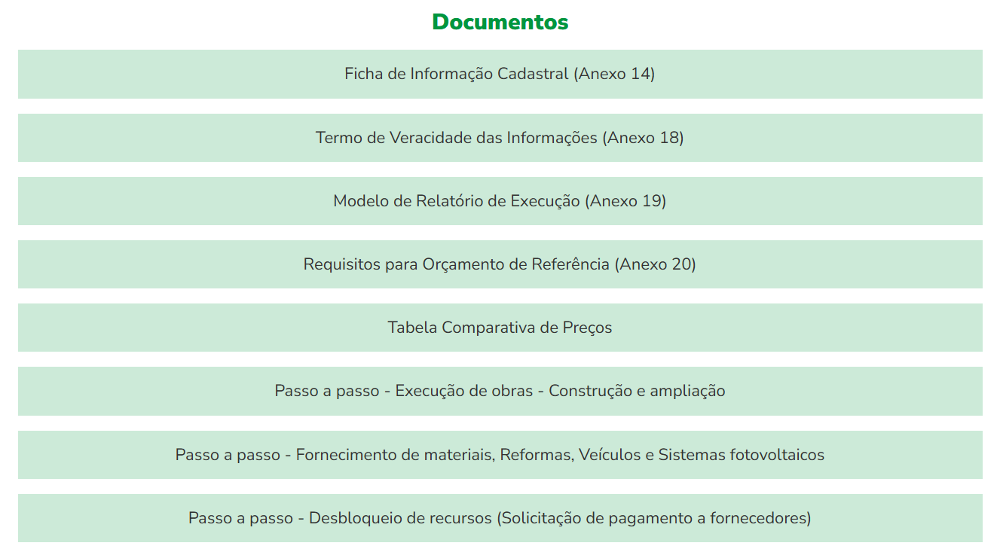 Documentos
Ficha de Informação Cadastral (Anexo 14)
Termo de Veracidade das Informações (Anexo 18)
Modelo de Relatório de Execução (Anexo 19)
Requisitos para Orçamento de Referência (Anexo 20)
Tabela Comparativa de Preços
Passo a passo - Execução de obras - Construção e ampliação
Passo a passo - Fornecimento de materiais, Reformas, Veículos e Sistemas fotovoltaicos
Passo a passo - Desbloqueio de recursos (Solicitação de pagamento a fornecedores)